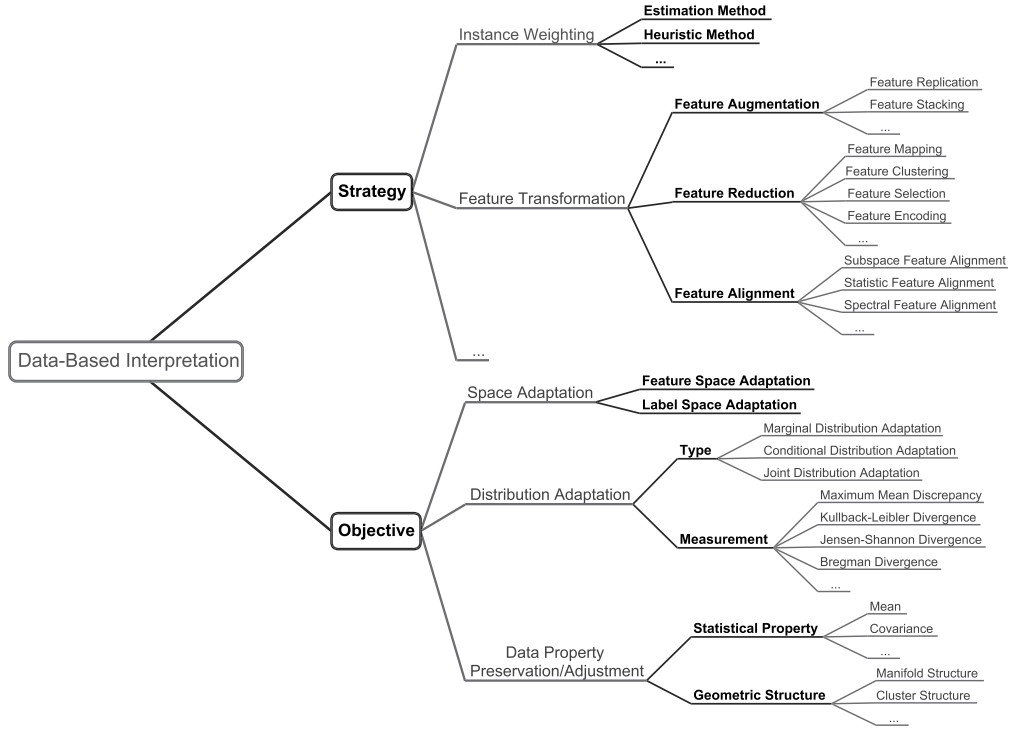 Data-Based Interpretation
Strategy
Instance Weighting
Estimation Method
Heuristic Method
...
Feature Transformation
Feature Augmentation
Feature Replication
Feature Stacking
...
Feature Reduction
Feature Mapping
Feature Clustering
Feature Selection
Feature Encoding
...
Feature Alignment
Subspace Feature Alignment
Statistic Feature Alignment
Spectral Feature Alignment
...
...
Objective
Space Adaptation
Feature Space Adaptation
Label Space Adaptation
Distribution Adaptation
Type
Marginal Distribution Adaptation
Conditional Distribution Adaptation
Joint Distribution Adaptation
Measurement
Maximum Mean Discrepancy
Kullback-Leibler Divergence
Jensen-Shannon Divergence
Bregman Divergence
...
Data Property
Preservation/Adjustment
Statistical Property
Mean
Covariance
...
Geometric Structure
Manifold Structure
Cluster Structure
...